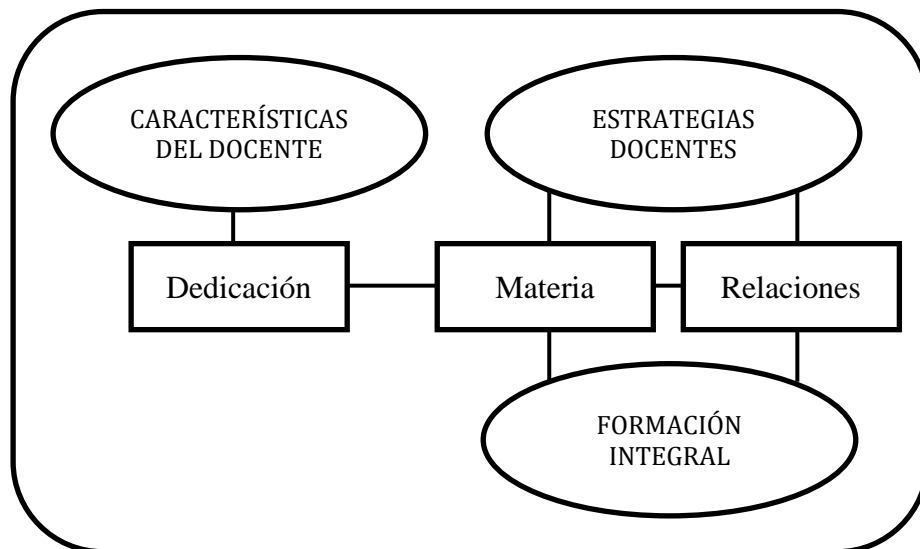 CARACTERÍSTICAS
DEL DOCENTE
ESTRATEGIAS
DOCENTES
Dedicación
Materia
Relaciones
FORMACIÓN
INTEGRAL